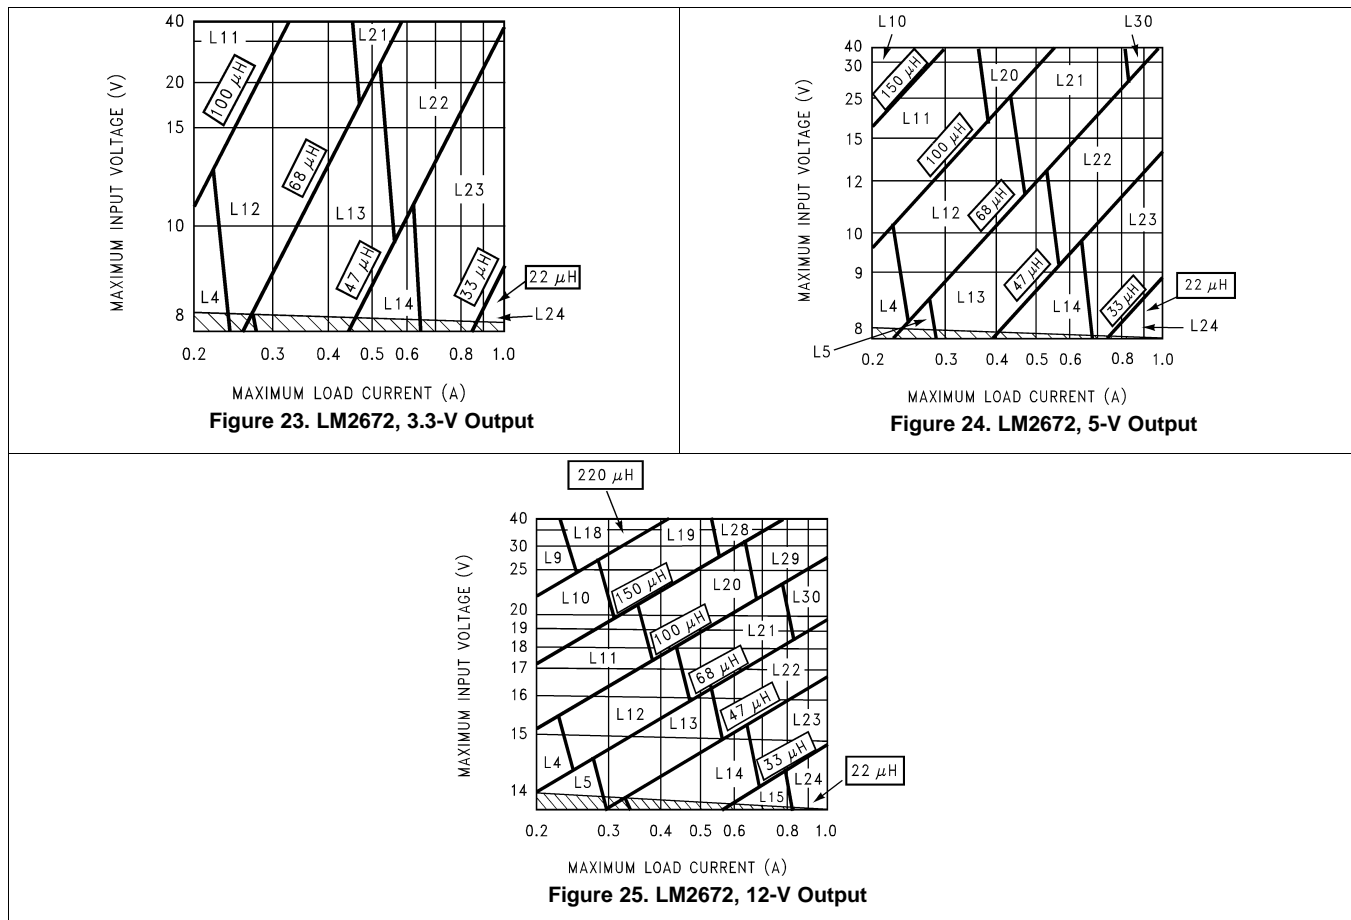 MAXIMUM INPUT VOLTAGE (V)
40
20
15
10
8
L11
L21
100 μH
L22
68 μH
L23
L12
L13
47 μH
33 μH
22 μH
L4
L14
L24
0.2 0.3 0.4 0.5 0.6 0.8 1.0
MAXIMUM LOAD CURRENT (A)
Figure 23. LM2672, 3.3-V Output
L10
L30
MAXIMUM INPUT VOLTAGE (V)
40
30
25
15
12
10
9
8
150 μH
L20
L21
L11
100 μH
L22
L12
68 μH
L23
47 μH
L4
L13
L14
33 μH
22 μH
L24
L5
0.2 0.3 0.4 0.5 0.6 0.8 1.0
MAXIMUM LOAD CURRENT (A)
Figure 24. LM2672, 5-V Output
220 μH
MAXIMUM INPUT VOLTAGE (V)
40
30
25
20
19
18
17
16
15
14
L18
L19
L28
L9
L29
L10
150 μH
L20
L30
100 μH
L21
L11
68 μH
L22
L12
L13
47 μH
L23
L4
L5
L14
33 μH
L24
22 μH
L15
0.2 0.3 0.4 0.5 0.6 0.8 1.0
MAXIMUM LOAD CURRENT (A)
Figure 25. LM2672, 12-V Output